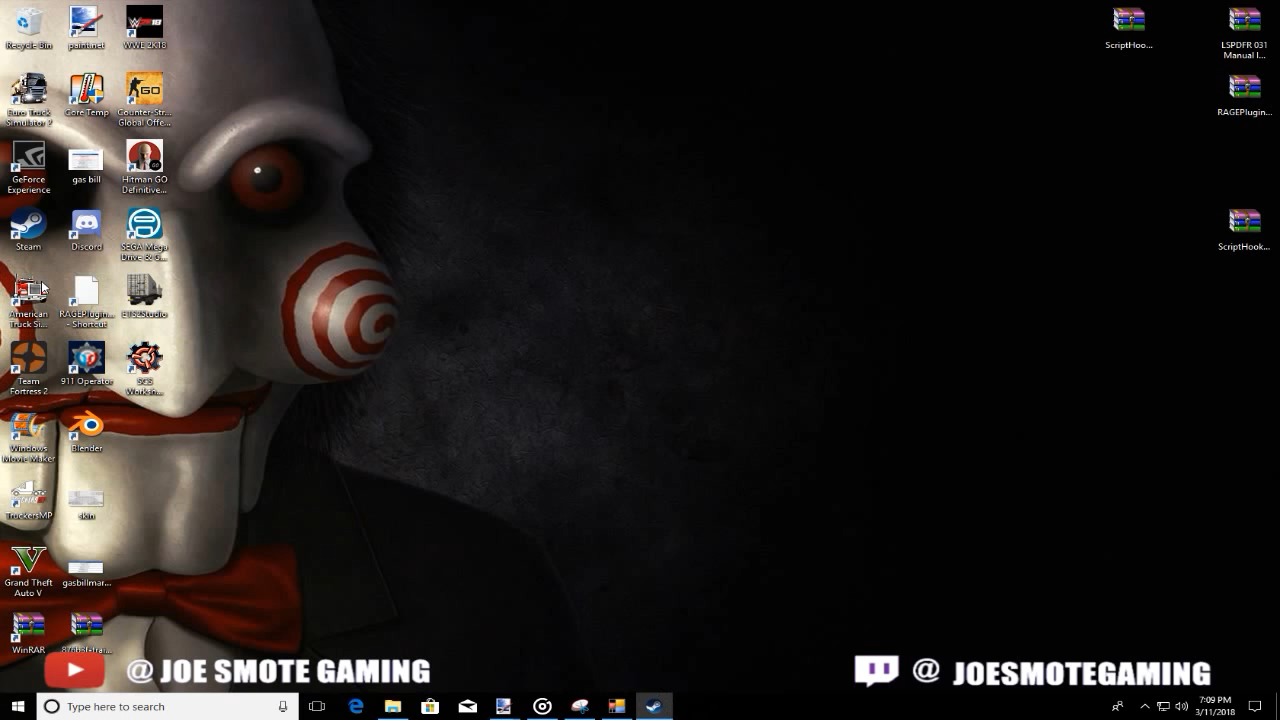 Recycle Bin
paint.net
WWE 2K18
Euro Truck
Simulator 2
Core Temp
Counter-Str...
Global Offe...
GeForce
Experience
gas bill
Hitman GO
Definitive...
Steam
Discord
SEGA Mega
Drive & G...
American
Truck Si...
RAGEPlugin...
- Shortcut
ETS2Studio
Team
Fortress 2
911 Operator
SCS
Worksh...
Windows
Movie Maker
Blender
TruckersMP
skin
Grand Theft
Auto V
gasbillmar...
WinRAR
ScriptHoo...
LSPDFR 031
Manual I...
RAGEPlugin...
ScriptHook...
@ JOE SMOTE GAMING
@ JOESMOTEGAMING
Type here to search
7:09 PM
3/11/2018